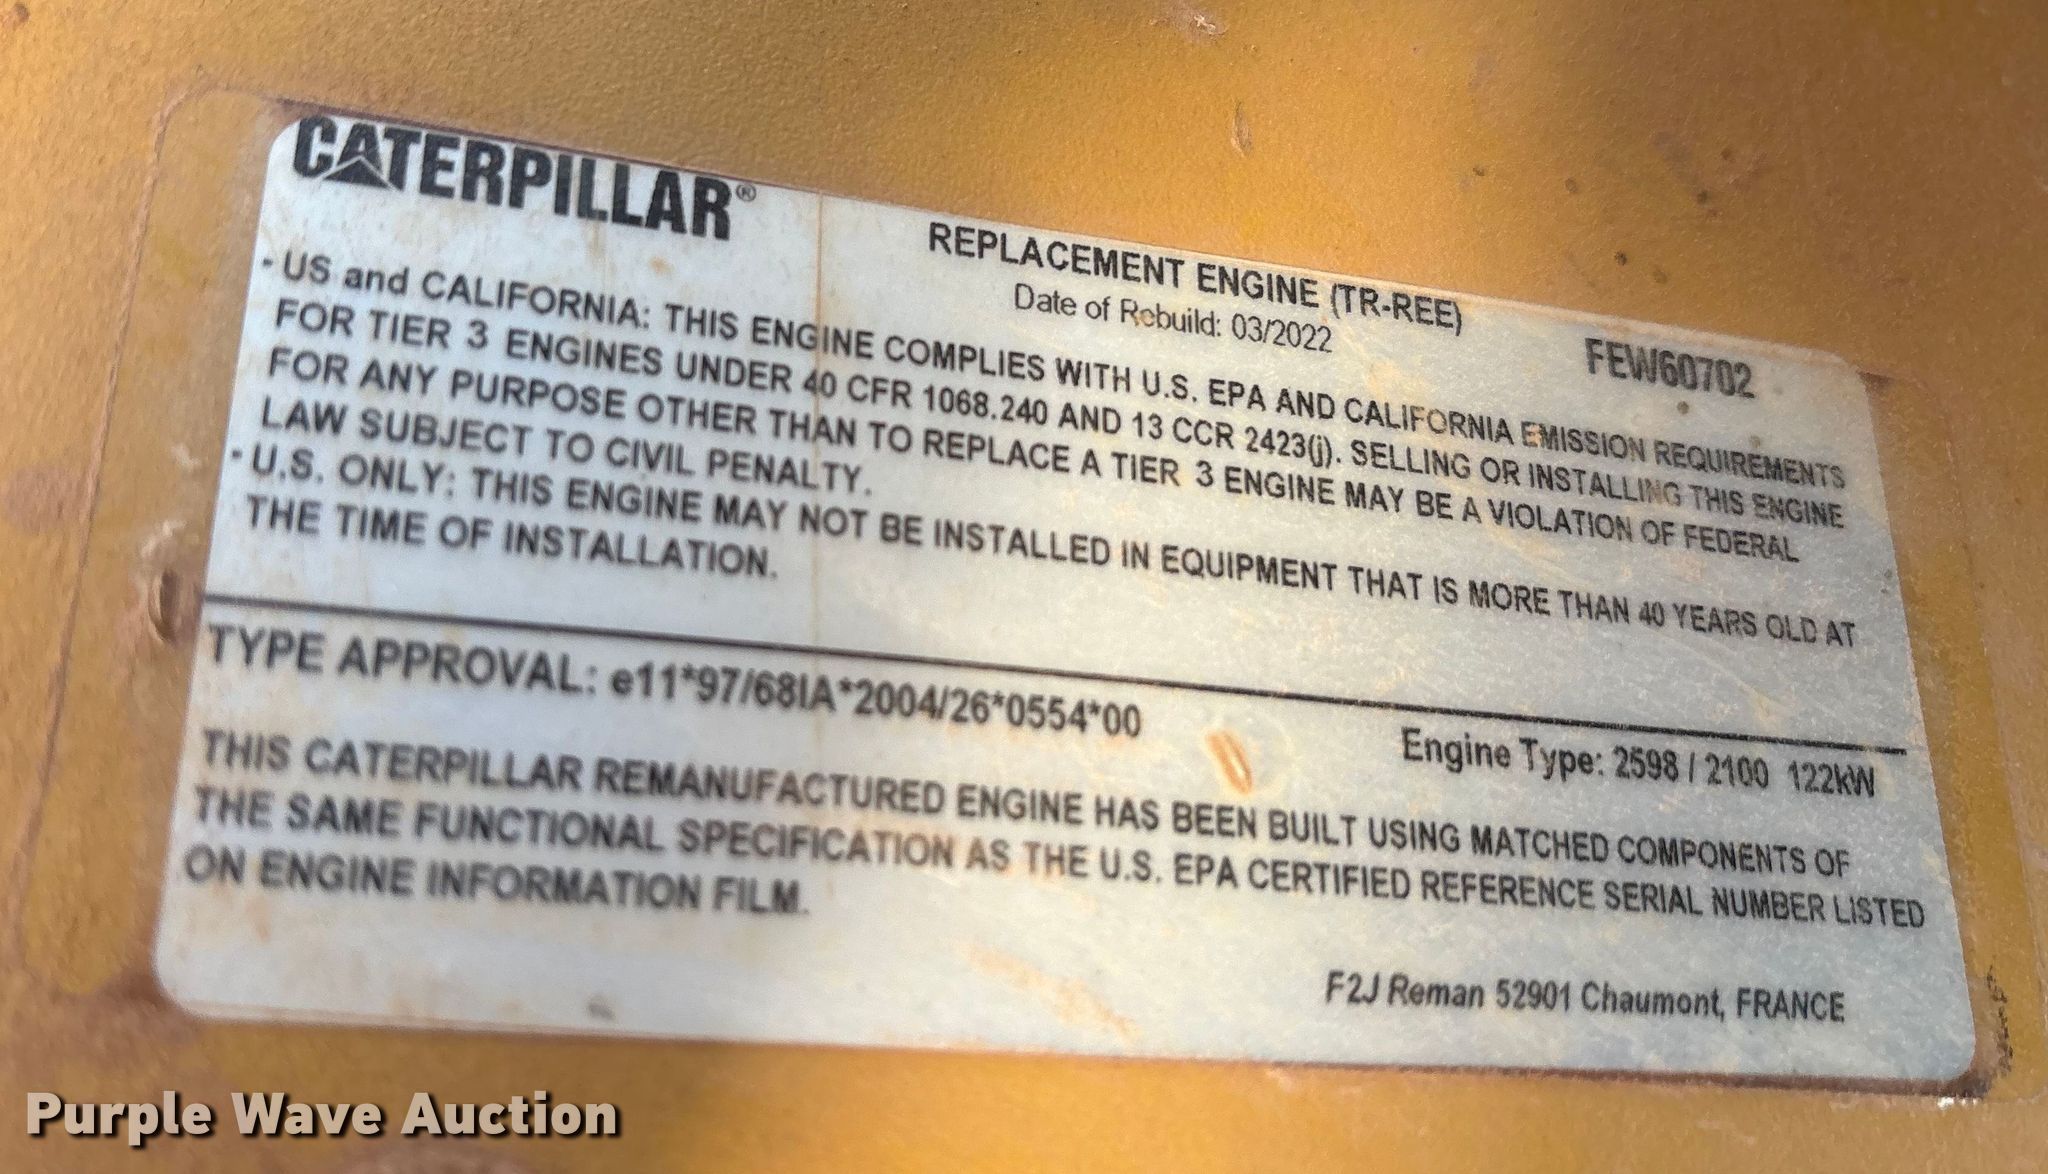 CATERPILLAR®
REPLACEMENT ENGINE (TR-REE)
Date of Rebuild: 03/2022
FEW60702
- US and CALIFORNIA: THIS ENGINE COMPLIES WITH U.S. EPA AND CALIFORNIA EMISSION REQUIREMENTS
FOR TIER 3 ENGINES UNDER 40 CFR 1068.240 AND 13 CCR 2423(j). SELLING OR INSTALLING THIS ENGINE
FOR ANY PURPOSE OTHER THAN TO REPLACE A TIER 3 ENGINE MAY BE A VIOLATION OF FEDERAL
LAW SUBJECT TO CIVIL PENALTY.
- U.S. ONLY: THIS ENGINE MAY NOT BE INSTALLED IN EQUIPMENT THAT IS MORE THAN 40 YEARS OLD AT
THE TIME OF INSTALLATION.
TYPE APPROVAL: e11*97/68IA*2004/26*0554*00
Engine Type: 2598 / 2100 122kW
THIS CATERPILLAR REMANUFACTURED ENGINE HAS BEEN BUILT USING MATCHED COMPONENTS OF
THE SAME FUNCTIONAL SPECIFICATION AS THE U.S. EPA CERTIFIED REFERENCE SERIAL NUMBER LISTED
ON ENGINE INFORMATION FILM.
F2J Reman 52901 Chaumont, FRANCE
Purple Wave Auction